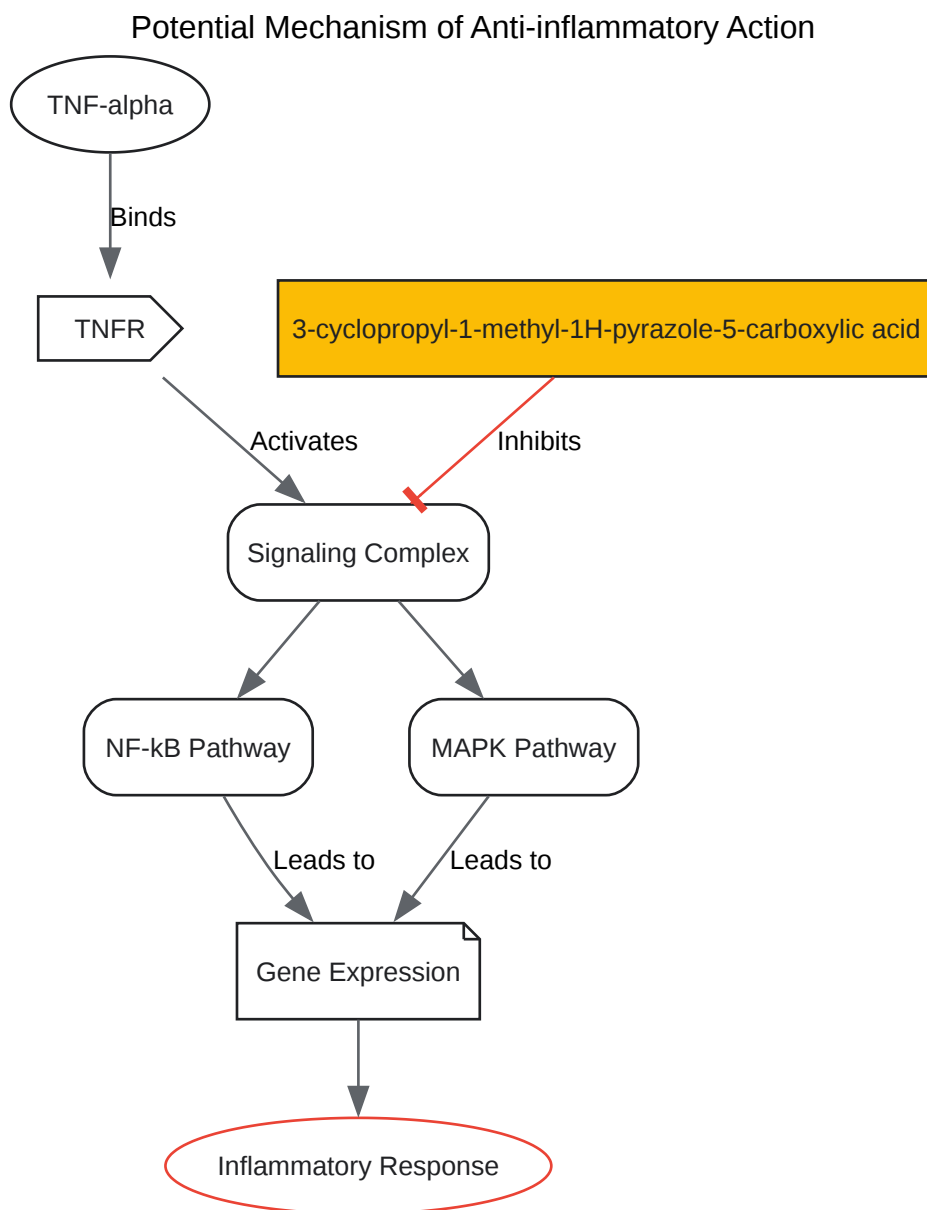 Potential Mechanism of Anti-inflammatory Action
TNF-alpha
Binds
TNFR
3-cyclopropyl-1-methyl-1H-pyrazole-5-carboxylic acid
Activates
Inhibits
Signaling Complex
NF-kB Pathway
MAPK Pathway
Leads to
Leads to
Gene Expression
Inflammatory Response